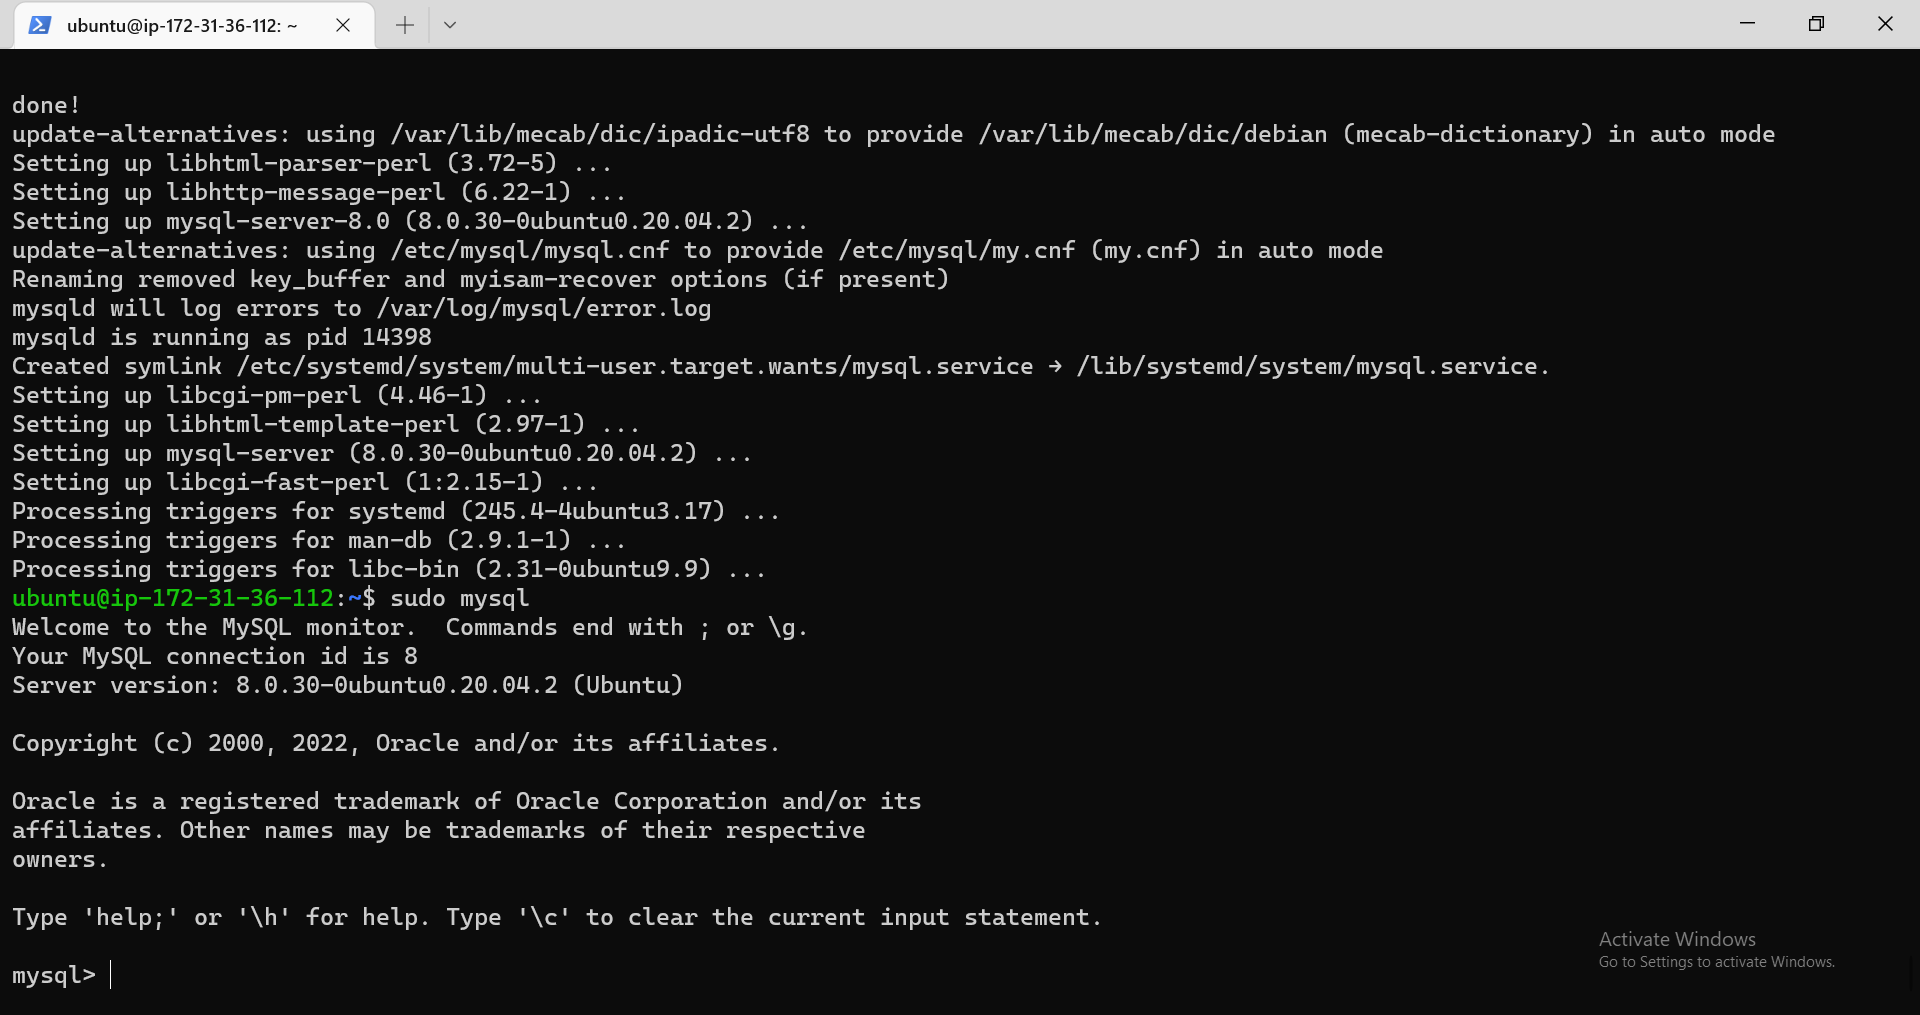 ubuntu@ip-172-31-36-112: ~
done!
update-alternatives: using /var/lib/mecab/dic/ipadic-utf8 to provide /var/lib/mecab/dic/debian (mecab-dictionary) in auto mode
Setting up libhtml-parser-perl (3.72-5) ...
Setting up libhttp-message-perl (6.22-1) ...
Setting up mysql-server-8.0 (8.0.30-0ubuntu0.20.04.2) ...
update-alternatives: using /etc/mysql/mysql.cnf to provide /etc/mysql/my.cnf (my.cnf) in auto mode
Renaming removed key_buffer and myisam-recover options (if present)
mysqld will log errors to /var/log/mysql/error.log
mysqld is running as pid 14398
Created symlink /etc/systemd/system/multi-user.target.wants/mysql.service → /lib/systemd/system/mysql.service.
Setting up libcgi-pm-perl (4.46-1) ...
Setting up libhtml-template-perl (2.97-1) ...
Setting up mysql-server (8.0.30-0ubuntu0.20.04.2) ...
Setting up libcgi-fast-perl (1:2.15-1) ...
Processing triggers for systemd (245.4-4ubuntu3.17) ...
Processing triggers for man-db (2.9.1-1) ...
Processing triggers for libc-bin (2.31-0ubuntu9.9) ...
ubuntu@ip-172-31-36-112:~$ sudo mysql
Welcome to the MySQL monitor.  Commands end with ; or \g.
Your MySQL connection id is 8
Server version: 8.0.30-0ubuntu0.20.04.2 (Ubuntu)
Copyright (c) 2000, 2022, Oracle and/or its affiliates.
Oracle is a registered trademark of Oracle Corporation and/or its
affiliates. Other names may be trademarks of their respective
owners.
Type 'help;' or '\h' for help. Type '\c' to clear the current input statement.
mysql>
Activate Windows
Go to Settings to activate Windows.